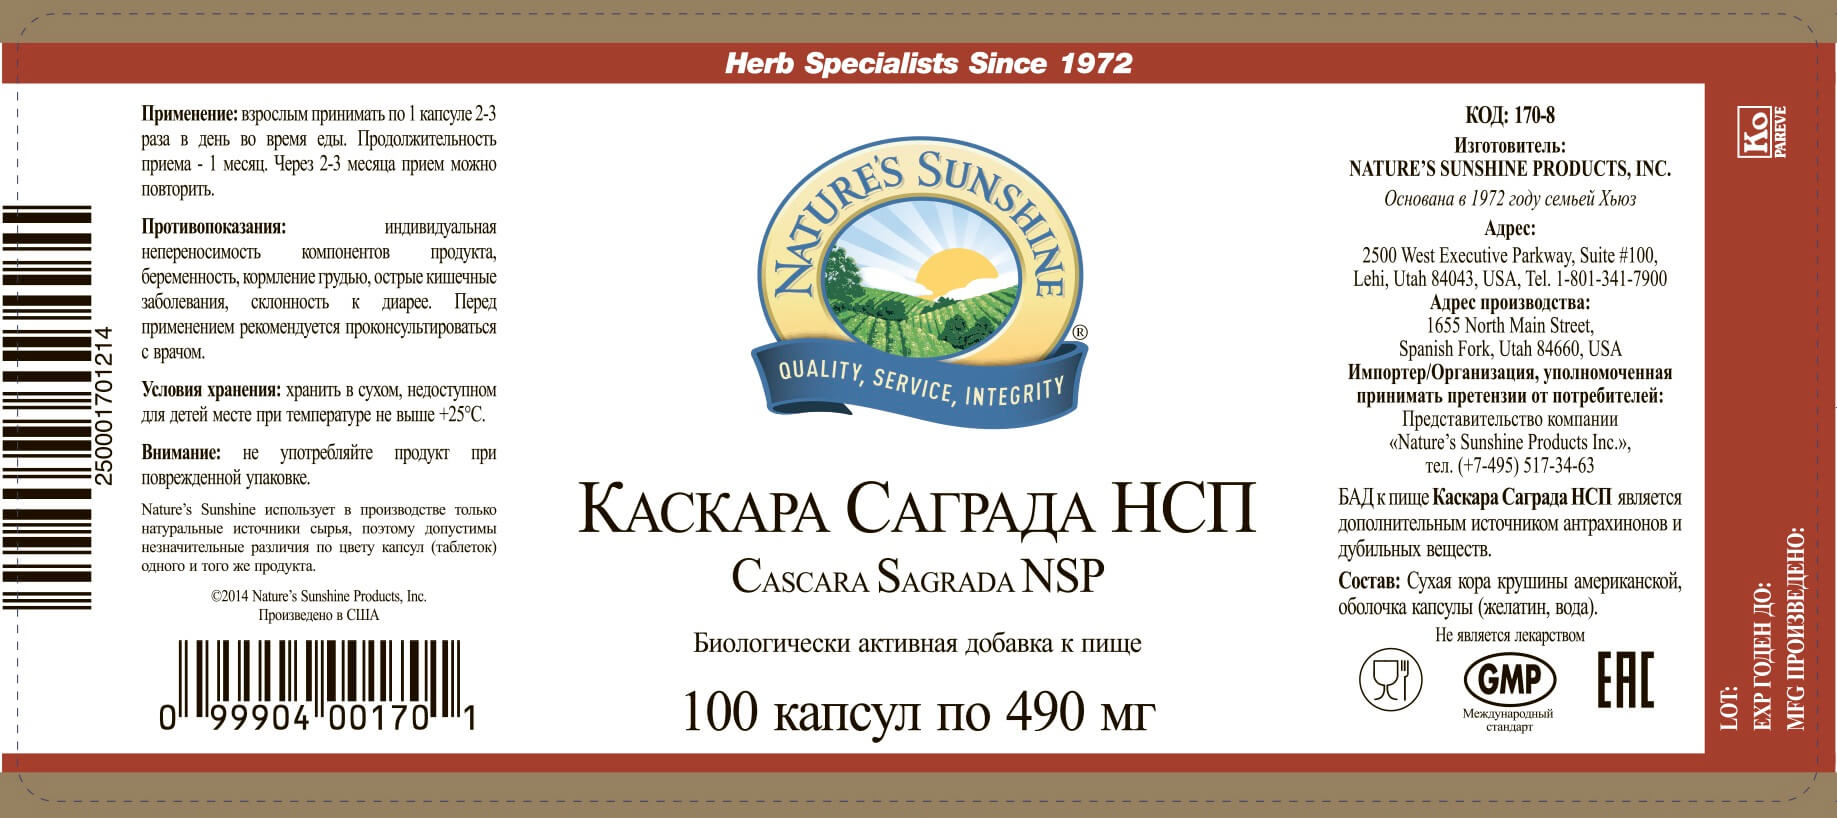 Herb Specialists Since 1972
Применение: взрослым принимать по 1 капсуле 2-3
раза в день во время еды. Продолжительность
приема - 1 месяц. Через 2-3 месяца прием можно
повторить.
Противопоказания: индивидуальная
непереносимость компонентов продукта,
беременность, кормление грудью, острые кишечные
заболевания, склонность к диарее. Перед
применением рекомендуется проконсультироваться
с врачом.
Условия хранения: хранить в сухом, недоступном
для детей месте при температуре не выше +25°С.
Внимание: не употребляйте продукт при
поврежденной упаковке.
Nature's Sunshine использует в производстве только
натуральные источники сырья, поэтому допустимы
незначительные различия по цвету капсул (таблеток)
одного и того же продукта.
©2014 Nature's Sunshine Products, Inc.
Произведено в США
0 99904 00170 1
250001701214
NATURE'S SUNSHINE
®
QUALITY, SERVICE, INTEGRITY
КАСКАРА САГРАДА НСП
CASCARA SAGRADA NSP
Биологически активная добавка к пище
100 капсул по 490 мг
КОД: 170-8
Изготовитель:
NATURE'S SUNSHINE PRODUCTS, INC.
Основана в 1972 году семьей Хьюз
Адрес:
2500 West Executive Parkway, Suite #100,
Lehi, Utah 84043, USA, Tel. 1-801-341-7900
Адрес производства:
1655 North Main Street,
Spanish Fork, Utah 84660, USA
Импортер/Организация, уполномоченная
принимать претензии от потребителей:
Представительство компании
«Nature's Sunshine Products Inc.»,
тел. (+7-495) 517-34-63
БАД к пище Каскара Саграда НСП является
дополнительным источником антрахинонов и
дубильных веществ.
Состав: Сухая кора крушины американской,
оболочка капсулы (желатин, вода).
Не является лекарством
GMP
Международный
стандарт
EAC
Ko
PAREVE
LOT:
EXP ГОДЕН ДО:
MFG ПРОИЗВЕДЕНО: